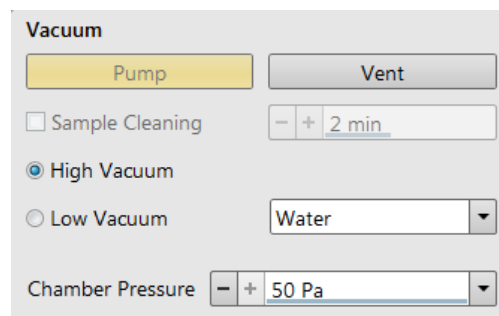 Vacuum
Pump Vent
Sample Cleaning - + 2 min
High Vacuum
Low Vacuum Water
Chamber Pressure - + 50 Pa